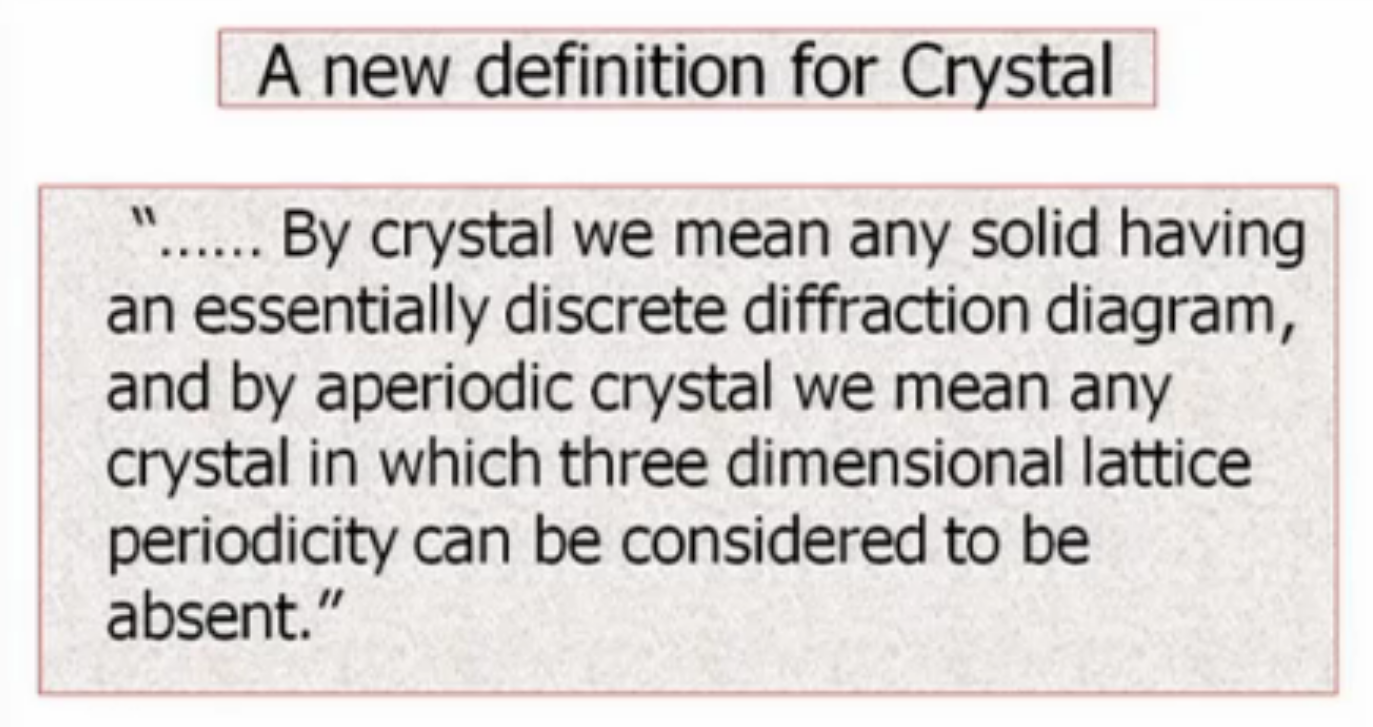 A new definition for Crystal
“...... By crystal we mean any solid having
an essentially discrete diffraction diagram,
and by aperiodic crystal we mean any
crystal in which three dimensional lattice
periodicity can be considered to be
absent.”